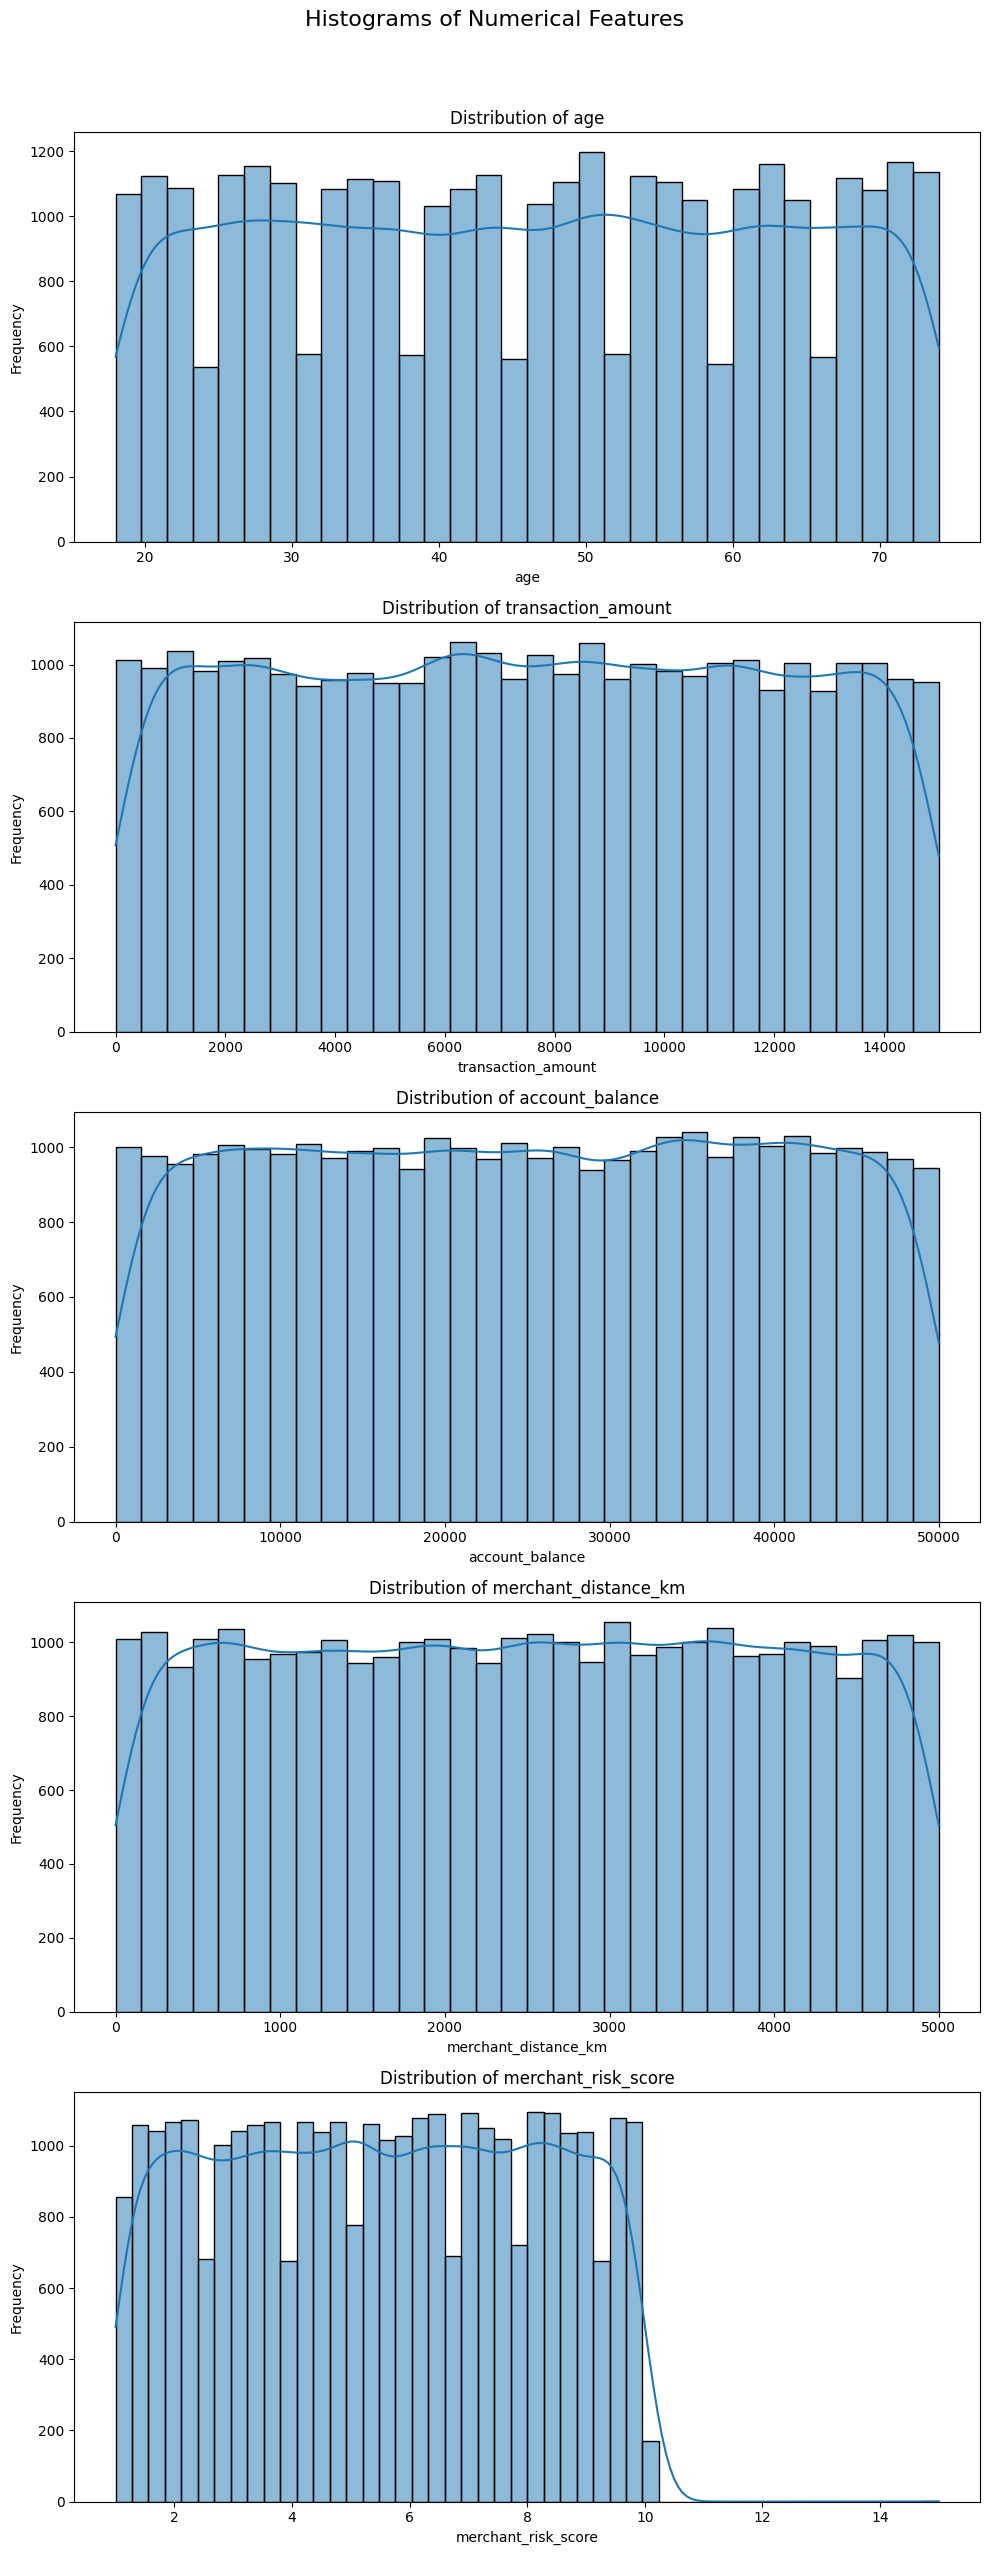 Histograms of Numerical Features
Distribution of age
1200
1000
800
600
400
200
0
Frequency
20 30 40 50 60 70
age
Distribution of transaction_amount
1000
800
600
400
200
0
Frequency
0 2000 4000 6000 8000 10000 12000 14000
transaction_amount
Distribution of account_balance
1000
800
600
400
200
0
Frequency
0 10000 20000 30000 40000 50000
account_balance
Distribution of merchant_distance_km
1000
800
600
400
200
0
Frequency
0 1000 2000 3000 4000 5000
merchant_distance_km
Distribution of merchant_risk_score
1000
800
600
400
200
0
Frequency
2 4 6 8 10 12 14
merchant_risk_score